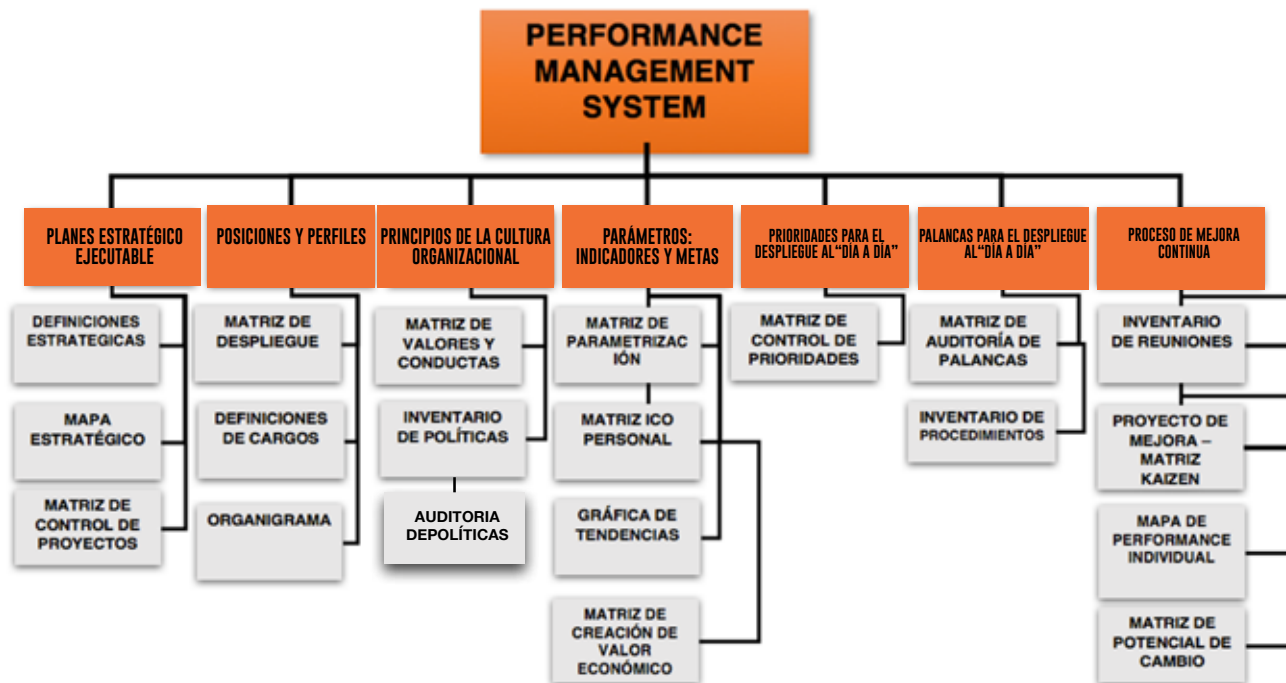 PERFORMANCE
MANAGEMENT
SYSTEM
PLANES ESTRATÉGICO
EJECUTABLE
DEFINICIONES
ESTRATEGICAS
MAPA
ESTRATÉGICO
MATRIZ DE
CONTROL DE
PROYECTOS
POSICIONES Y PERFILES
MATRIZ DE
DESPLIEGUE
DEFINICIONES
DE CARGOS
ORGANIGRAMA
PRINCIPIOS DE LA CULTURA
ORGANIZACIONAL
MATRIZ DE
VALORES Y
CONDUCTAS
INVENTARIO
DE POLÍTICAS
AUDITORIA
DEPOLÍTICAS
PARÁMETROS:
INDICADORES Y METAS
MATRIZ DE
PARAMETRIZAC
IÓN
MATRIZ ICO
PERSONAL
GRÁFICA DE
TENDENCIAS
MATRIZ DE
CREACIÓN DE
VALOR
ECONÓMICO
PRIORIDADES PARA EL
DESPLIEGUE AL“DÍA A DÍA”
MATRIZ DE
CONTROL DE
PRIORIDADES
PALANCAS PARA EL DESPLIEGUE
AL“DÍA A DÍA”
MATRIZ DE
AUDITORÍA DE
PALANCAS
INVENTARIO DE
PROCEDIMIENTOS
PROCESO DE MEJORA
CONTINUA
INVENTARIO
DE REUNIONES
PROYECTO DE
MEJORA –
MATRIZ
KAIZEN
MAPA DE
PERFORMANCE
INDIVIDUAL
MATRIZ DE
POTENCIAL DE
CAMBIO